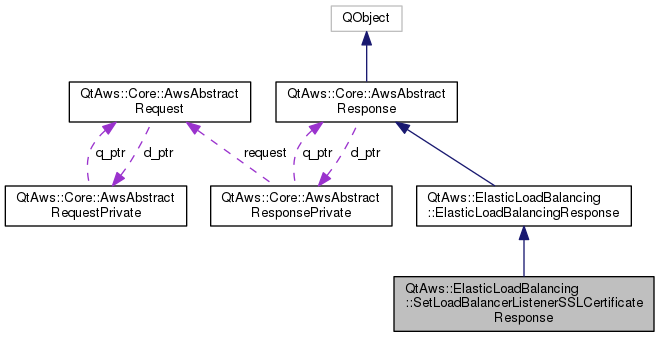 QObject
QtAws::Core::AwsAbstract
Request
QtAws::Core::AwsAbstract
Response
q_ptr
d_ptr
request
q_ptr
d_ptr
QtAws::Core::AwsAbstract
RequestPrivate
QtAws::Core::AwsAbstract
ResponsePrivate
QtAws::ElasticLoadBalancing
::ElasticLoadBalancingResponse
QtAws::ElasticLoadBalancing
::SetLoadBalancerListenerSSLCertificate
Response